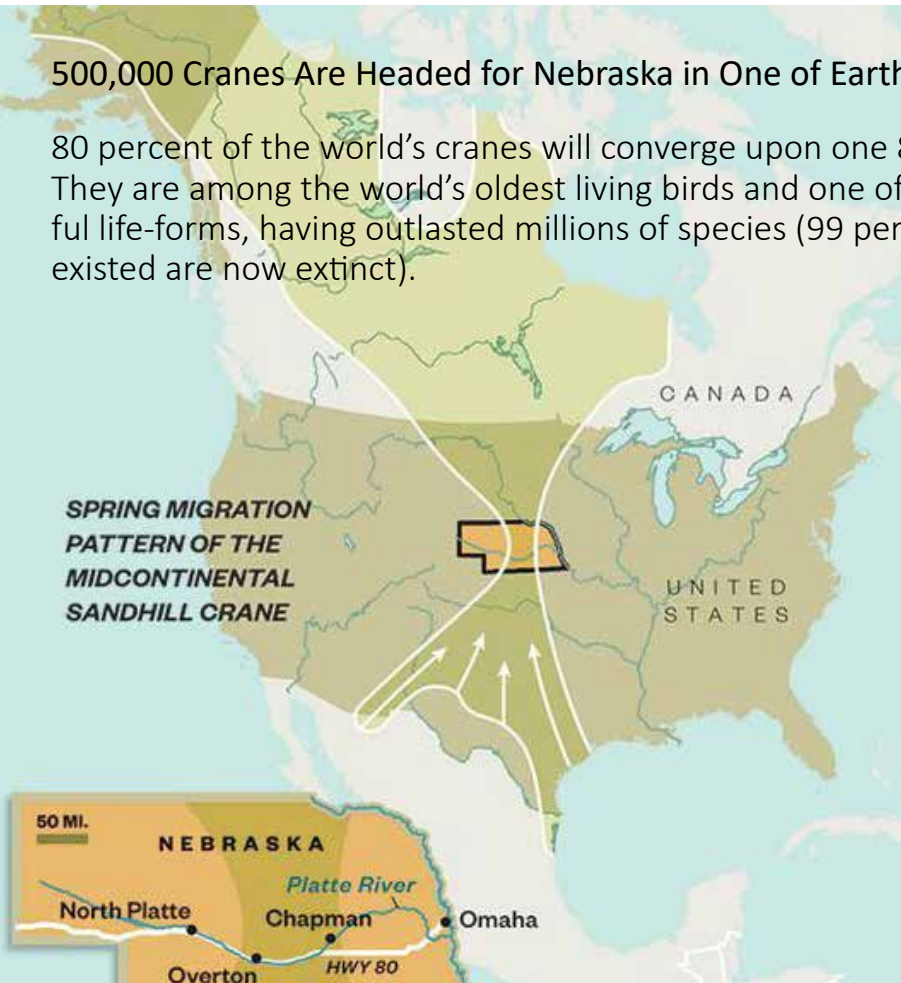 500,000 Cranes Are Headed for Nebraska in One of Earth
80 percent of the world's cranes will converge upon one
They are among the world's oldest living birds and one of
ful life-forms, having outlasted millions of species (99 per
existed are now extinct).
CANADA
SPRING MIGRATION
PATTERN OF THE
MIDCONTINENTAL
SANDHILL CRANE
UNITED
STATES
50 MI.
NEBRASKA
Platte River
North Platte
Chapman
Omaha
Overton
HWY 80